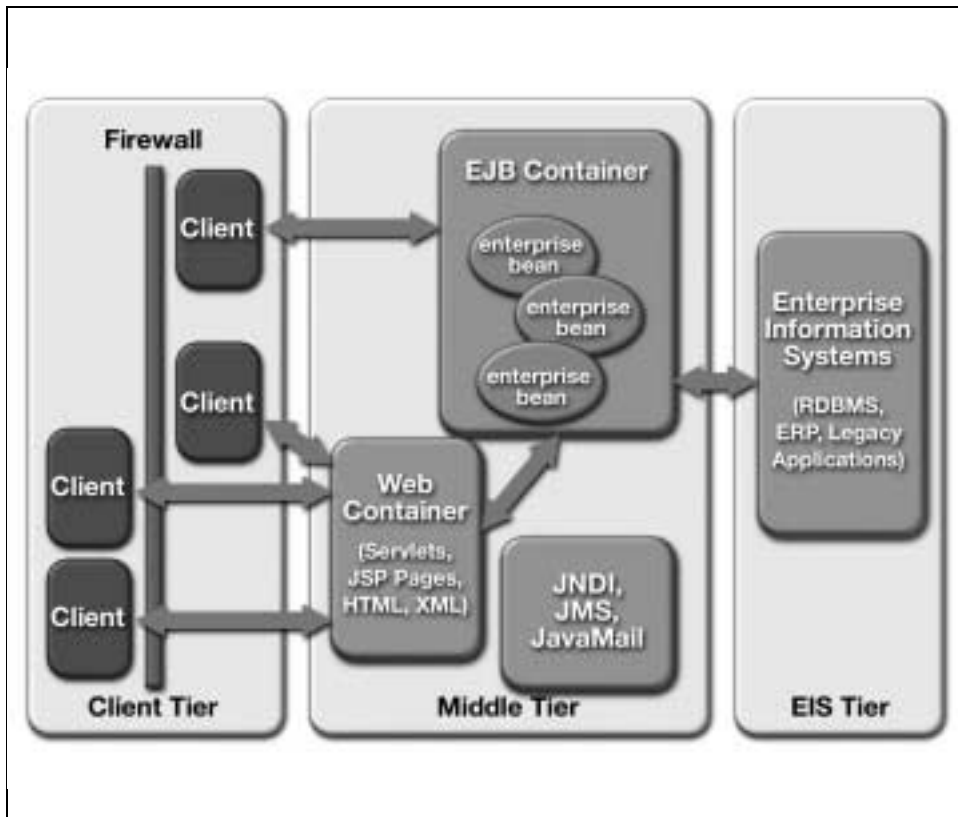 Firewall
Client
Client
Client
Client
Client Tier
EJB Container
enterprise
bean
enterprise
bean
enterprise
bean
Web
Container
(Servlets,
JSP Pages,
HTML, XML)
JNDI,
JMS,
JavaMail
Middle Tier
Enterprise
Information
Systems
(RDBMS,
ERP, Legacy
Applications)
EIS Tier